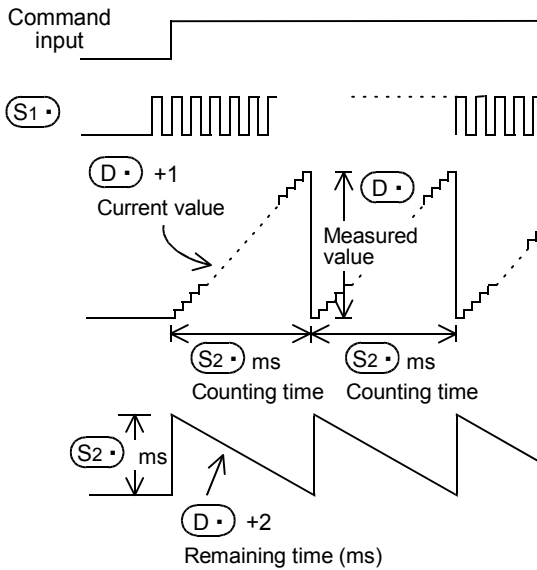 Command
input
S1 ·
D · +1
Current value
D ·
Measured
value
S2 · ms
Counting time
S2 · ms
Counting time
S2 · ms
D · +2
Remaining time (ms)